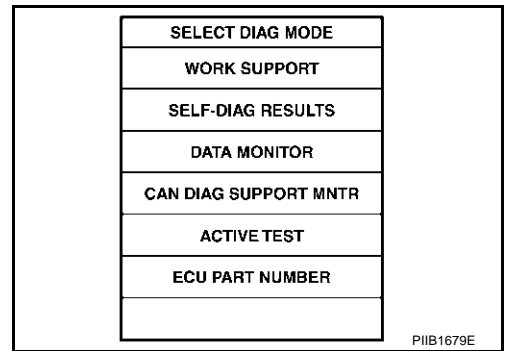 SELECT DIAG MODE
WORK SUPPORT
SELF-DIAG RESULTS
DATA MONITOR
CAN DIAG SUPPORT MNTR
ACTIVE TEST
ECU PART NUMBER
PIIB1679E